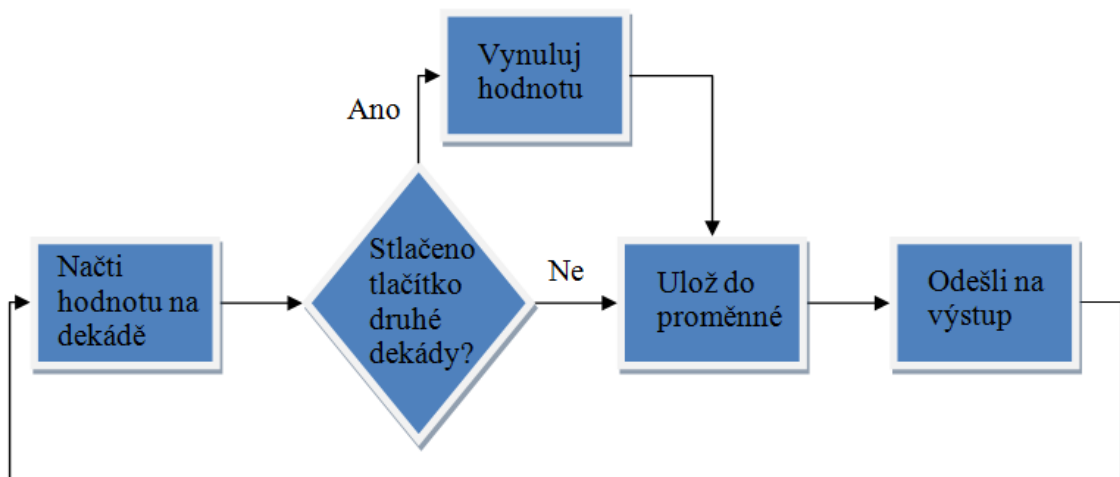 Vynuluj
hodnotu
Ano
Načti
hodnotu na
dekádě
Stlačeno
tlačítko
druhé
dekády?
Ne
Ulož do
proměnné
Odešli na
výstup